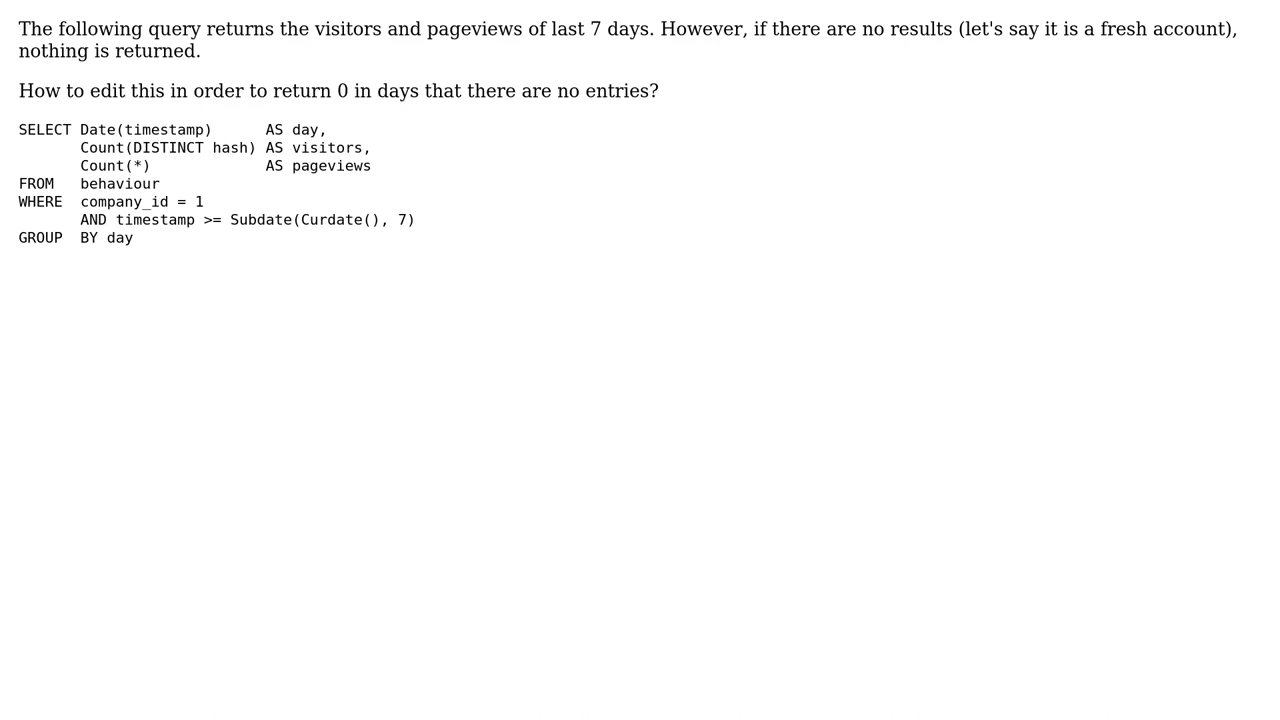 The following query returns the visitors and pageviews of last 7 days. However, if there are no results (let's say it is a fresh account),
nothing is returned.
How to edit this in order to return 0 in days that there are no entries?
SELECT Date(timestamp)      AS day,
       Count(DISTINCT hash) AS visitors,
       Count(*)             AS pageviews
FROM   behaviour
WHERE  company_id = 1
       AND timestamp >= Subdate(Curdate(), 7)
GROUP  BY day